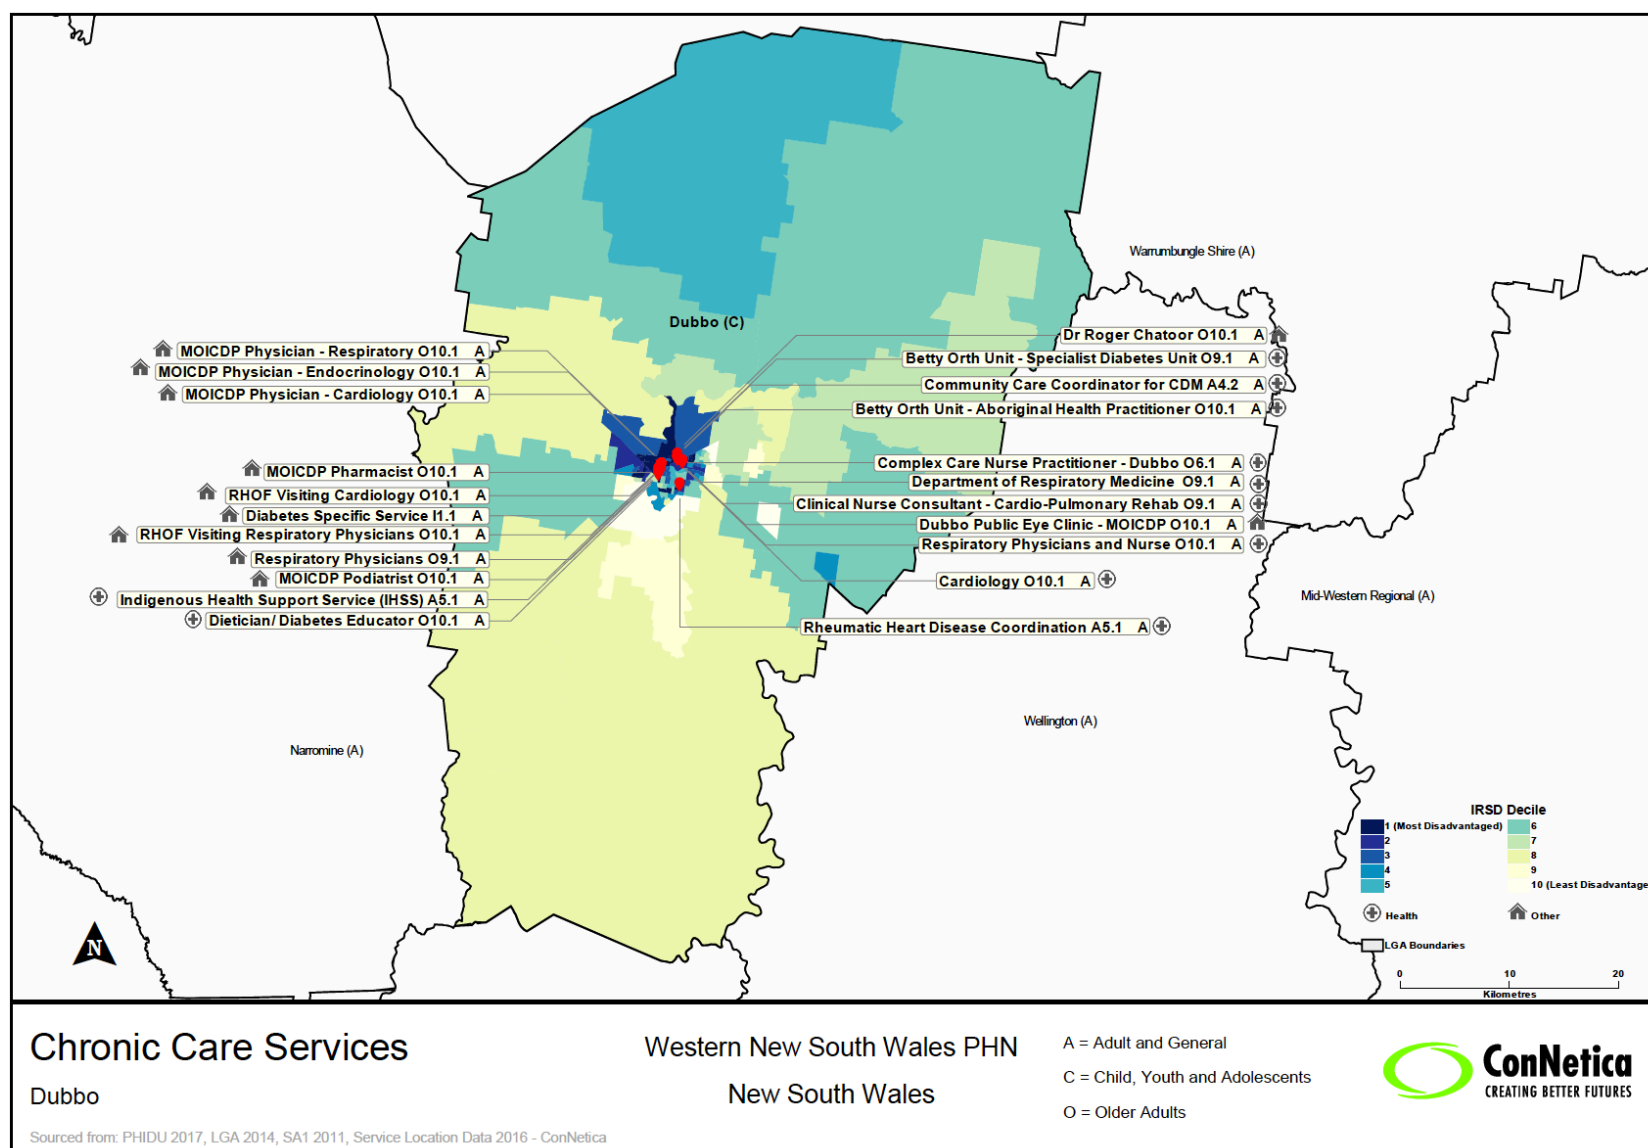 Warrumbungle Shire (A)
Dubbo (C)
Dr Roger Chatoor O10.1 A
MOICDP Physician - Respiratory O10.1 A
Betty Orth Unit - Specialist Diabetes Unit O9.1 A
MOICDP Physician - Endocrinology O10.1 A
Community Care Coordinator for CDM A4.2 A
MOICDP Physician - Cardiology O10.1 A
Betty Orth Unit - Aboriginal Health Practitioner O10.1 A
Complex Care Nurse Practitioner - Dubbo O6.1 A
MOICDP Pharmacist O10.1 A
Department of Respiratory Medicine O9.1 A
RHOF Visiting Cardiology O10.1 A
Clinical Nurse Consultant - Cardio-Pulmonary Rehab O9.1 A
Diabetes Specific Service I1.1 A
Dubbo Public Eye Clinic - MOICDP O10.1 A
RHOF Visiting Respiratory Physicians O10.1 A
Respiratory Physicians and Nurse O10.1 A
Respiratory Physicians O9.1 A
MOICDP Podiatrist O10.1 A
Cardiology O10.1 A
Indigenous Health Support Service (IHSS) A5.1 A
Mid-Western Regional (A)
Dietician/ Diabetes Educator O10.1 A
Rheumatic Heart Disease Coordination A5.1 A
Wellington (A)
Narromine (A)
IRSD Decile
1 (Most Disadvantaged) 6
2 7
3 8
4 9
5 10 (Least Disadvantage
Health Other
LGA Boundaries
0 10 20
Kilometres
N
Chronic Care Services
Dubbo
Sourced from: PHIDU 2017, LGA 2014, SA1 2011, Service Location Data 2016 - ConNetica
Western New South Wales PHN
New South Wales
A = Adult and General
C = Child, Youth and Adolescents
O = Older Adults
ConNetica
CREATING BETTER FUTURES